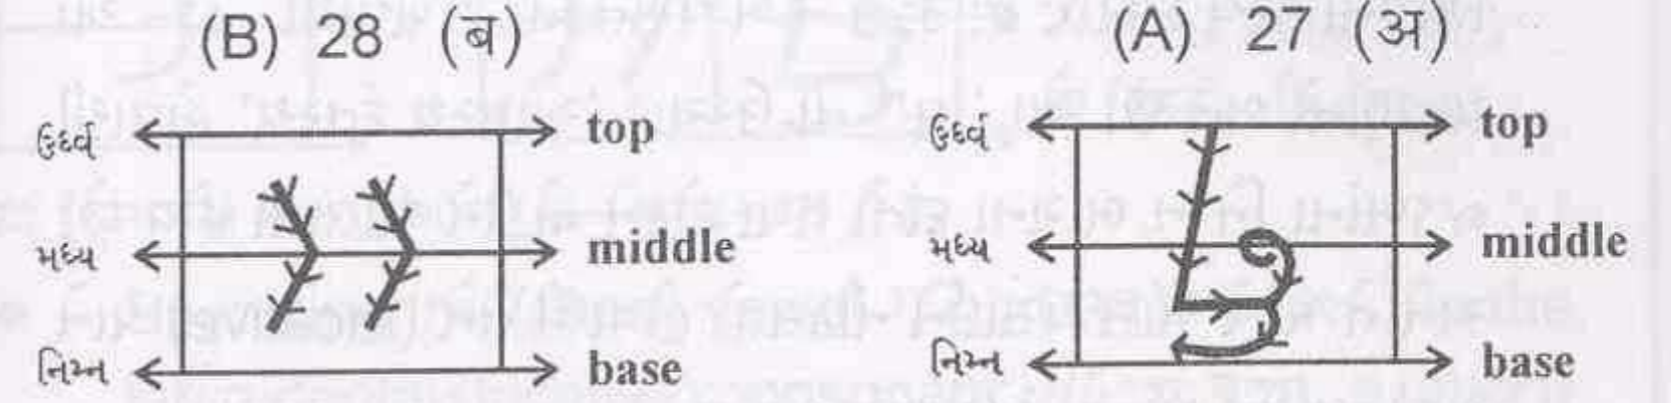 (B) 28 (ब) (A) 27 (अ)
ઉર્ધ્વ top ઉર્ધ્વ top
મધ્ય middle મધ્ય middle
નિમ્ન base નિમ્ન base